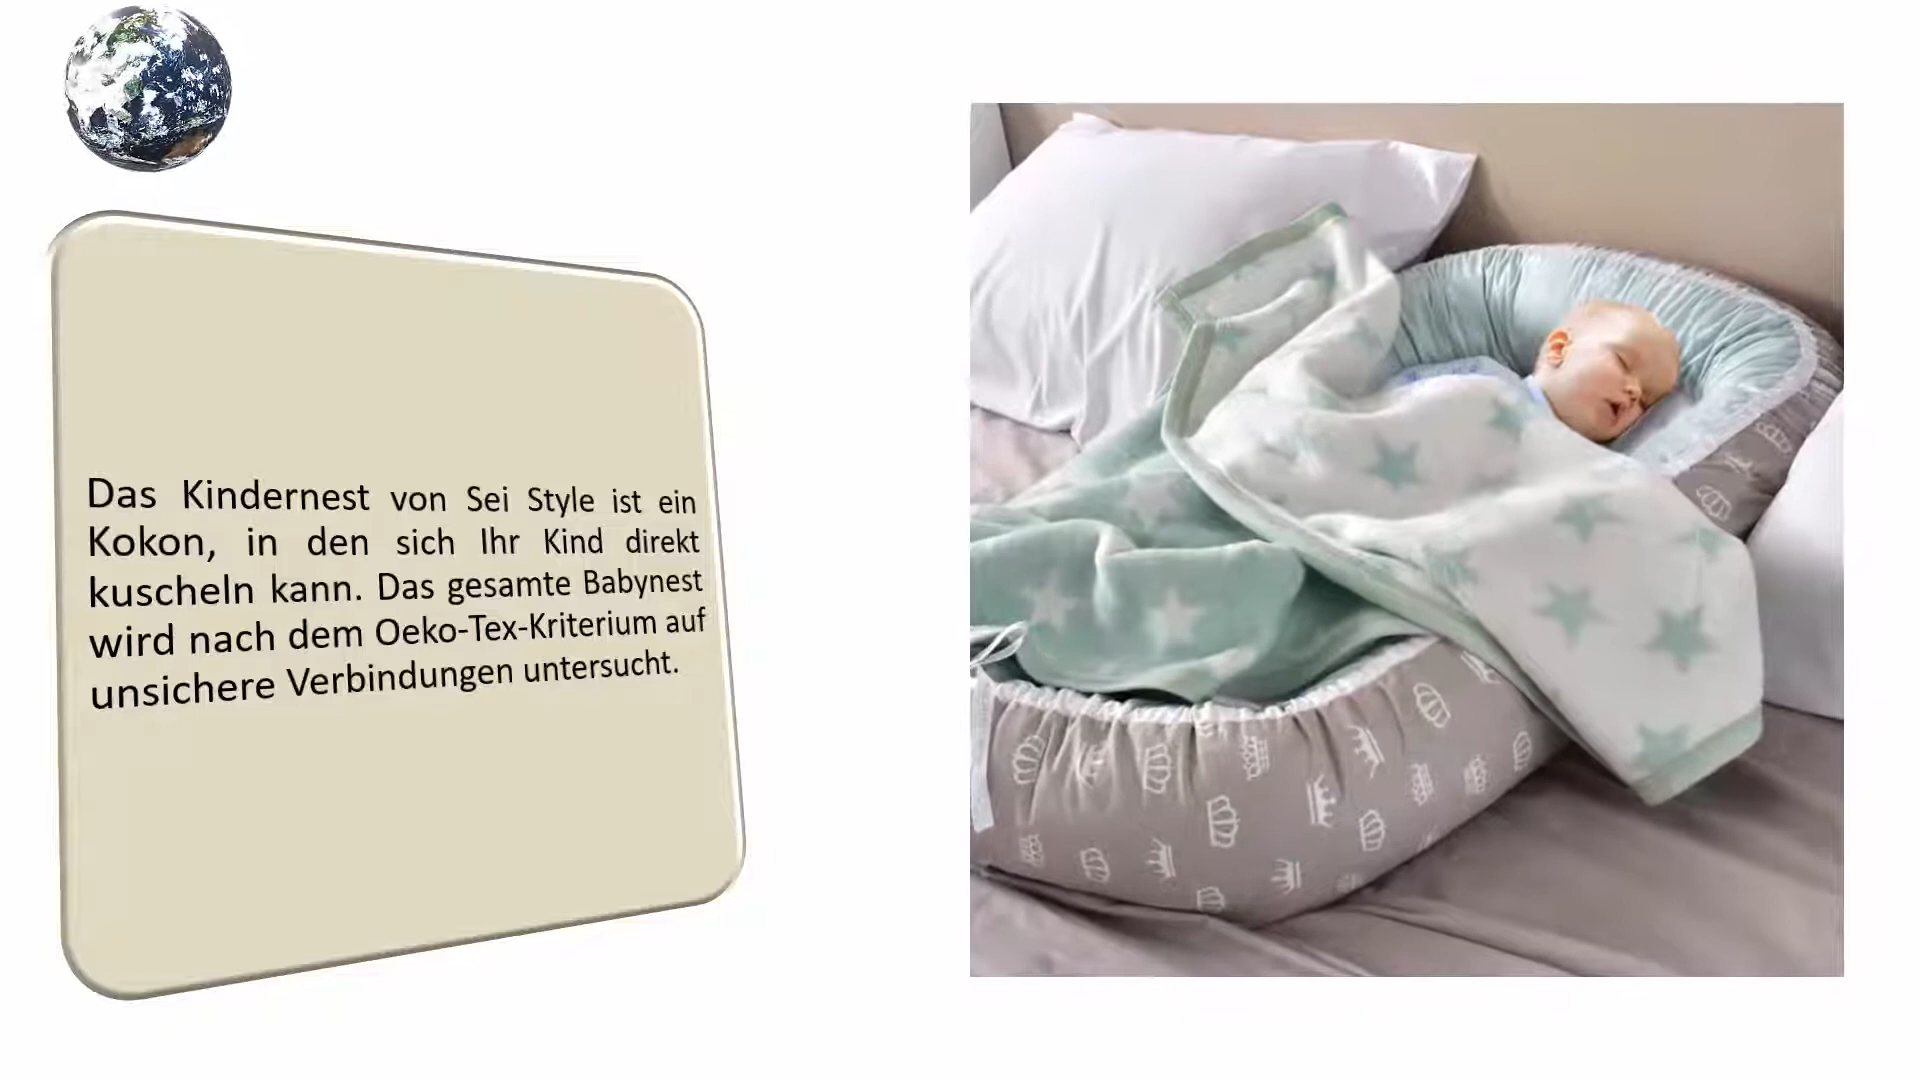 Das Kindernest von Sei Style ist ein
Kokon, in den sich Ihr Kind direkt
kuscheln kann. Das gesamte Babynest
wird nach dem Oeko-Tex-Kriterium auf
unsichere Verbindungen untersucht.